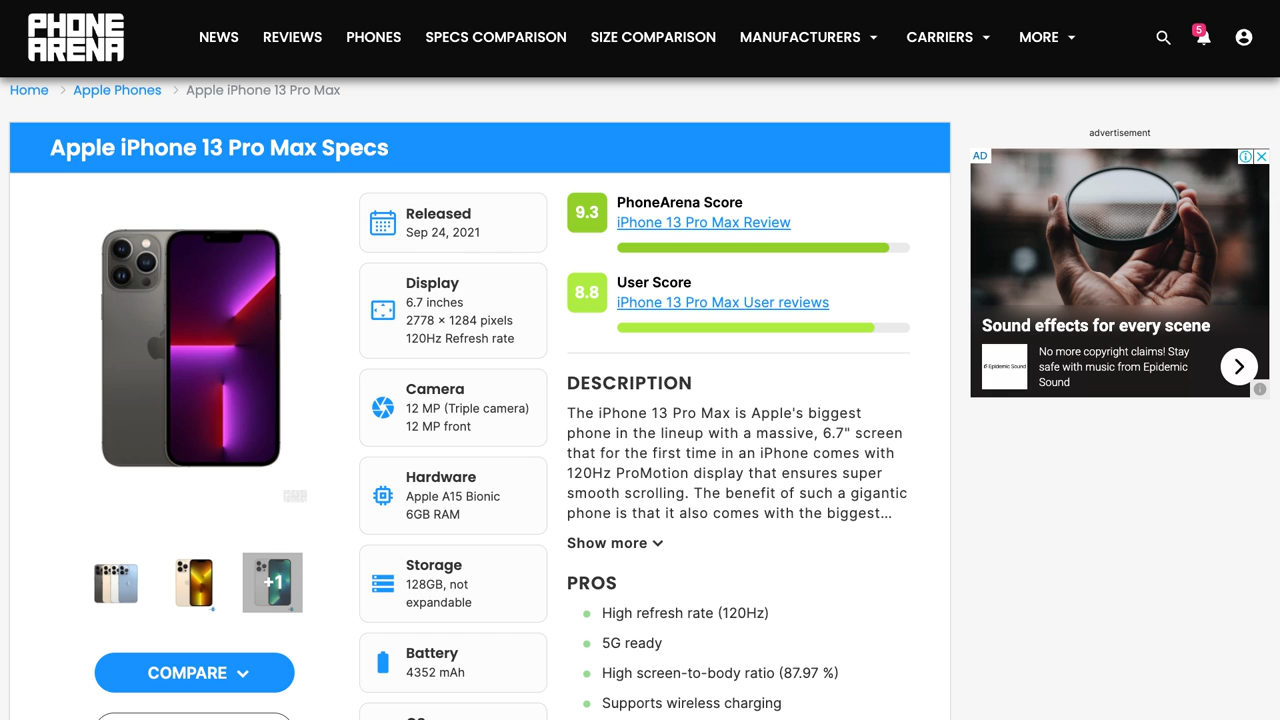 PHONE
ARENA
NEWS
REVIEWS
PHONES
SPECS COMPARISON
SIZE COMPARISON
MANUFACTURERS
CARRIERS
MORE
5
Home
Apple Phones
Apple iPhone 13 Pro Max
Apple iPhone 13 Pro Max Specs
+1
COMPARE
Released
Sep 24, 2021
Display
6.7 inches
2778 x 1284 pixels
120Hz Refresh rate
Camera
12 MP (Triple camera)
12 MP front
Hardware
Apple A15 Bionic
6GB RAM
Storage
128GB, not
expandable
Battery
4352 mAh
9.3
PhoneArena Score
iPhone 13 Pro Max Review
8.8
User Score
iPhone 13 Pro Max User reviews
DESCRIPTION
The iPhone 13 Pro Max is Apple's biggest
phone in the lineup with a massive, 6.7" screen
that for the first time in an iPhone comes with
120Hz ProMotion display that ensures super
smooth scrolling. The benefit of such a gigantic
phone is that it also comes with the biggest...
Show more
PROS
High refresh rate (120Hz)
5G ready
High screen-to-body ratio (87.97 %)
Supports wireless charging
advertisement
AD
Sound effects for every scene
Epidemic Sound
No more copyright claims! Stay
safe with music from Epidemic
Sound